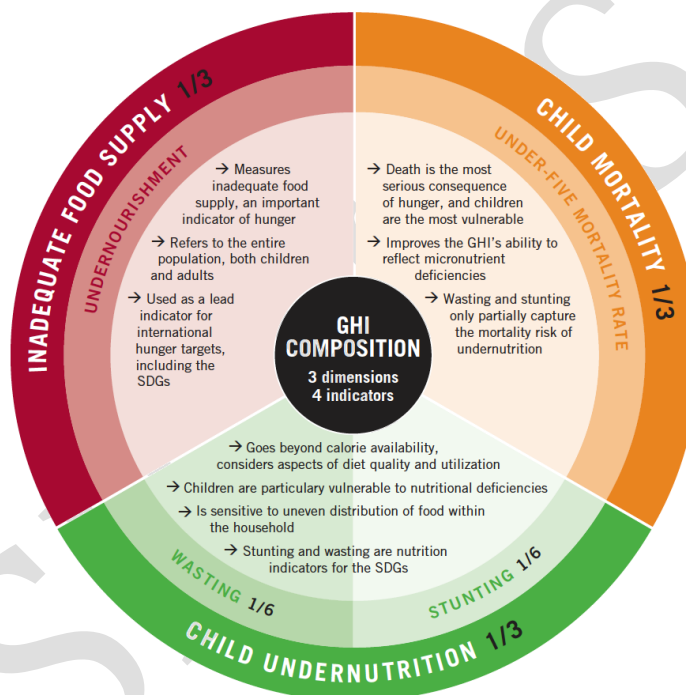 INADEQUATE FOOD SUPPLY 1/3
UNDERNOURISHMENT
→ Measures
inadequate food
supply, an important
indicator of hunger
→ Refers to the entire
population, both children
and adults
→ Used as a lead
indicator for
international
hunger targets,
including the
SDGs
CHILD MORTALITY 1/3
UNDER-FIVE MORTALITY RATE
→ Death is the most
serious consequence
of hunger, and children
are the most vulnerable
→ Improves the GHI’s ability to
reflect micronutrient
deficiencies
→ Wasting and stunting
only partially capture
the mortality risk of
undernutrition
GHI
COMPOSITION
3 dimensions
4 indicators
→ Goes beyond calorie availability,
considers aspects of diet quality and utilization
→ Children are particulary vulnerable to nutritional deficiencies
→ Is sensitive to uneven distribution of food within
the household
→ Stunting and wasting are nutrition
indicators for the SDGs
WASTING 1/6
STUNTING 1/6
CHILD UNDERNUTRITION 1/3